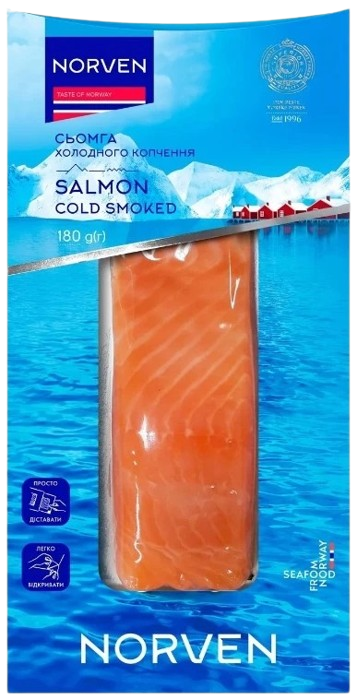 NORVEN
TASTE OF NORWAY
СЬОМГА
ХОЛОДНОГО КОПЧЕННЯ
SALMON
COLD SMOKED
180 g(г)
1996
ПРОСТО
ДІСТАВАТИ
ЛЕГКО
ВІДКРИВАТИ
SEAFOOD
FROM
NORWAY
NORVEN